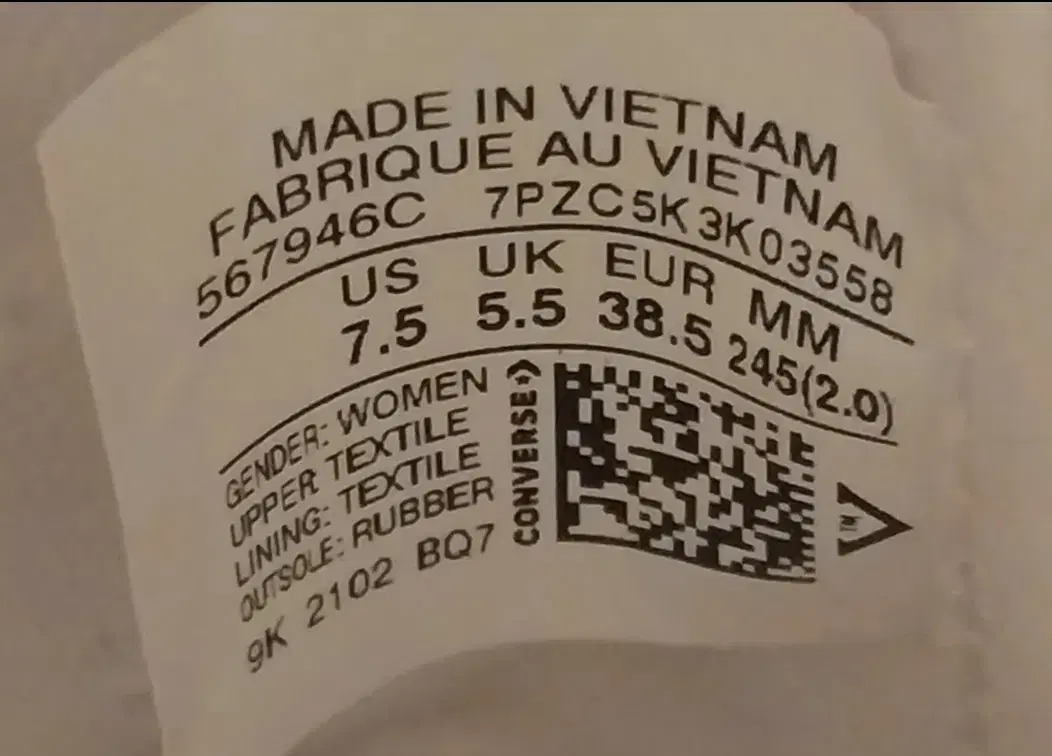 MADE IN VIETNAM
FABRIQUE AU VIETNAM
567946C 7PZC5K3K03558
US UK EUR MM
7.5 5.5 38.5 245(2.0)
GENDER: WOMEN
UPPER: TEXTILE
LINING: TEXTILE
OUTSOLE: RUBBER
9K 2102 BQ7
CONVERSE
TM